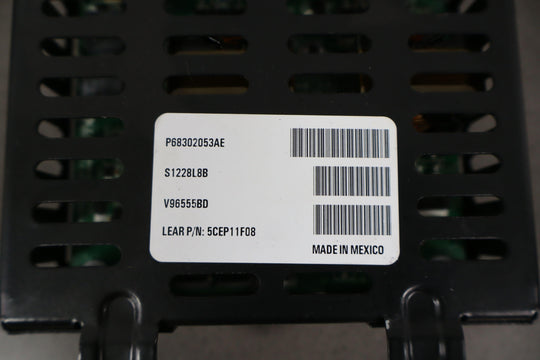 P68302053AE
S1228L8B
V96555BD
LEAR P/N: 5CEP11F08
MADE IN MEXICO